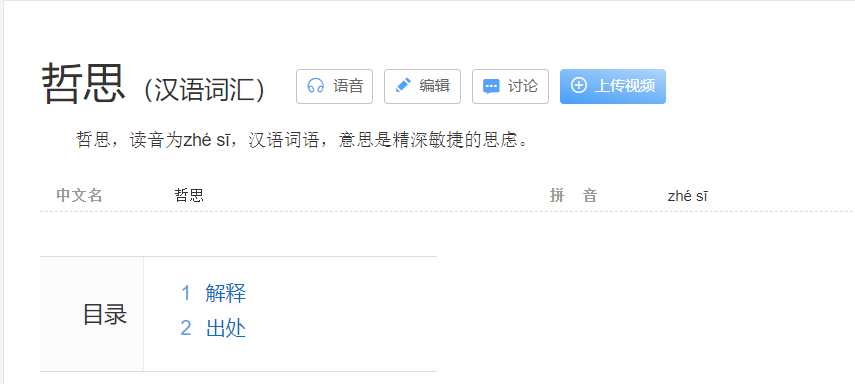 哲思（汉语词汇） 语音 编辑 讨论 上传视频
哲思，读音为zhé sī，汉语词语，意思是精深敏捷的思虑。
中文名 哲思 拼 音 zhé sī
目录
1 解释
2 出处